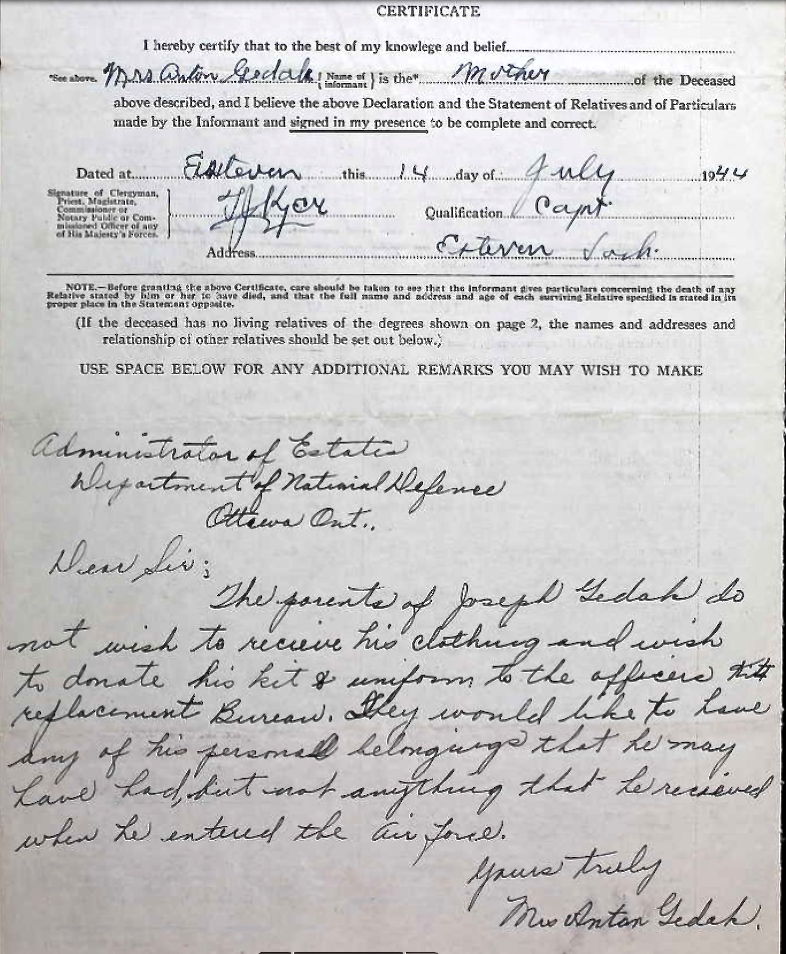 CERTIFICATE
I hereby certify that to the best of my knowlege and belief
*See above. Mrs Anton Gedak { Name of informant } is the* Mother of the Deceased
above described, and I believe the above Declaration and the Statement of Relatives and of Particulars
made by the Informant and signed in my presence to be complete and correct.
Dated at Estevan this 14 day of July 1944
Signature of Clergyman,
Priest, Magistrate,
Commissioner or
Notary Public or Com-
missioned Officer of any
of His Majesty's Forces.
Qualification Capt.
Address Estevan Sask.
NOTE.—Before granting the above Certificate, care should be taken to see that the informant gives particulars concerning the death of any
Relative stated by him or her to have died, and that the full name and address and age of each surviving Relative specified is stated in its
proper place in the Statement opposite.
(If the deceased has no living relatives of the degrees shown on page 2, the names and addresses and
relationship of other relatives should be set out below.)
USE SPACE BELOW FOR ANY ADDITIONAL REMARKS YOU MAY WISH TO MAKE
Administrator of Estates
Department of National Defence
Ottawa Ont.,
Dear Sir;
The parents of Joseph Gedak do
not wish to recieve his clothing and wish
to donate his kit & uniform to the officers
replacement Bureau. They would like to have
any of his personal belongings that he may
have had, but not anything that he recieved
when he entered the air force.
Yours truly
Mrs Anton Gedak.